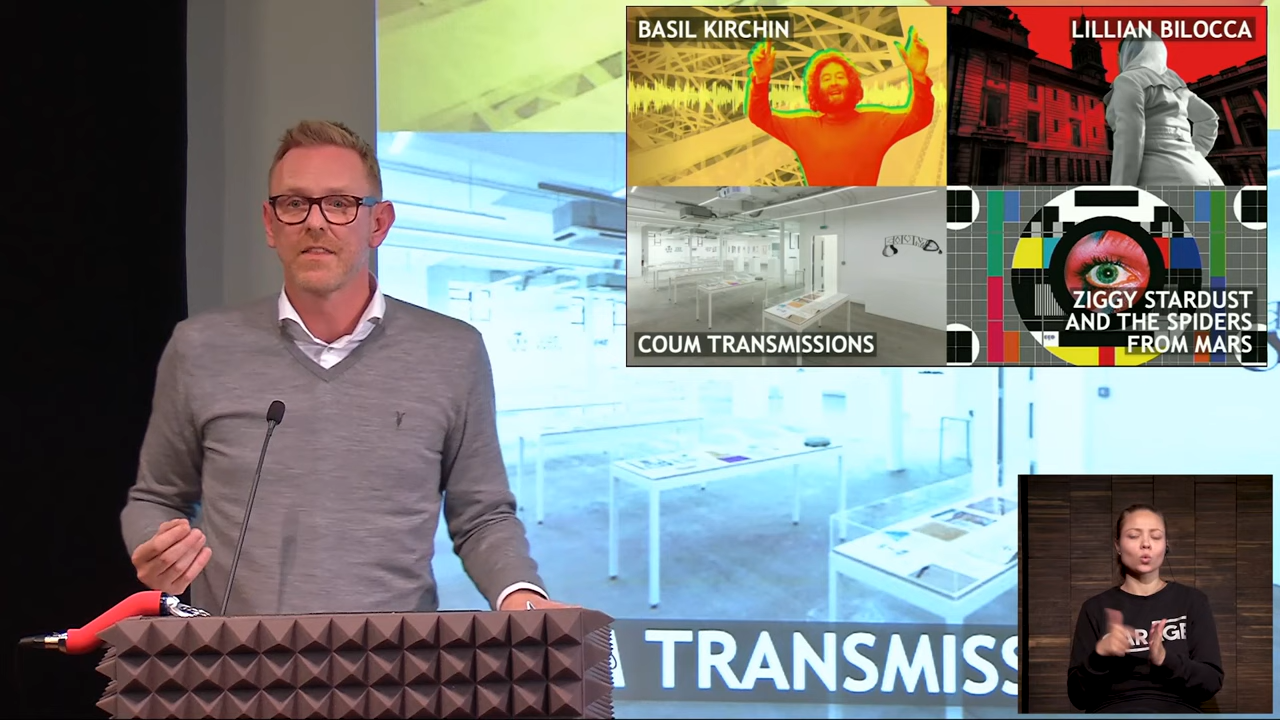 BASIL KIRCHIN
LILLIAN BILOCCA
COUM TRANSMISSIONS
ZIGGY STARDUST
AND THE SPIDERS
FROM MARS
TRANSMISS